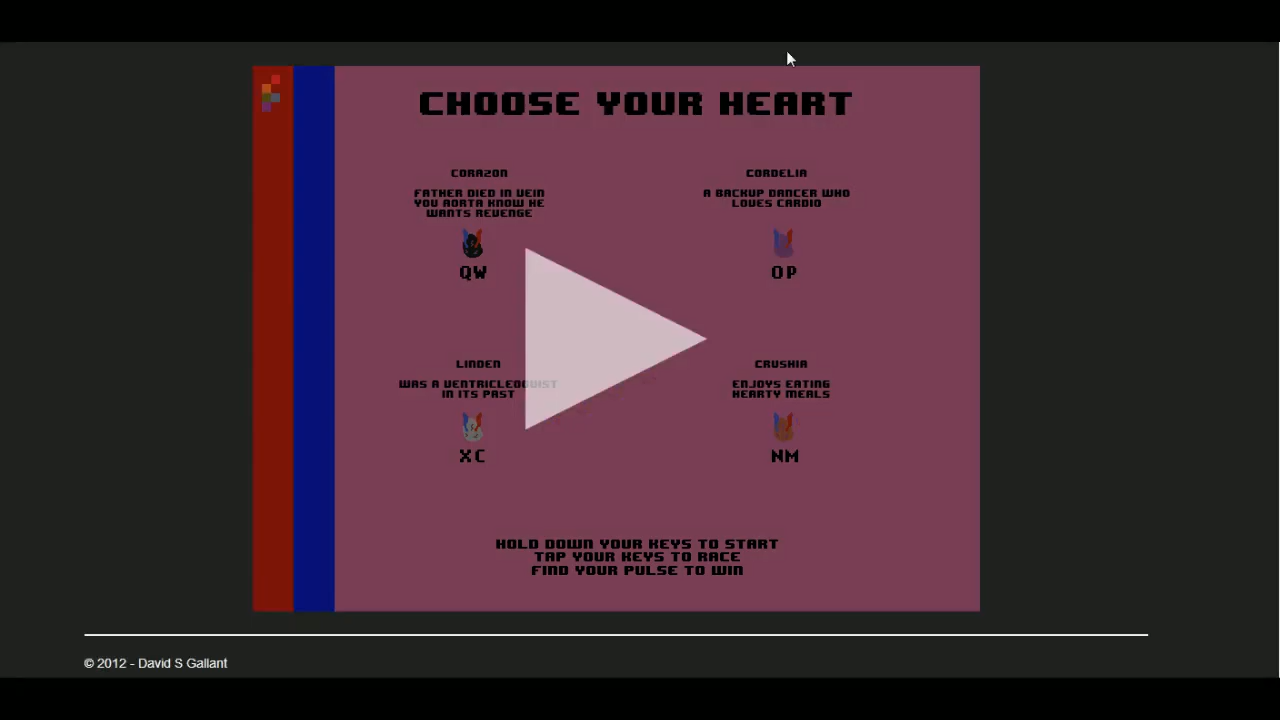 CHOOSE YOUR HEART
CORAZON
FATHER DIED IN VEIN
YOU AORTA KNOW HE
WANTS REVENGE
QW
CORDELIA
A BACKUP DANCER WHO
LOVES CARDIO
OP
LINDEN
WAS A VENTRICLEOQUIST
IN ITS PAST
XC
CRUSHIA
ENJOYS EATING
HEARTY MEALS
NM
HOLD DOWN YOUR KEYS TO START
TAP YOUR KEYS TO RACE
FIND YOUR PULSE TO WIN
© 2012 - David S Gallant